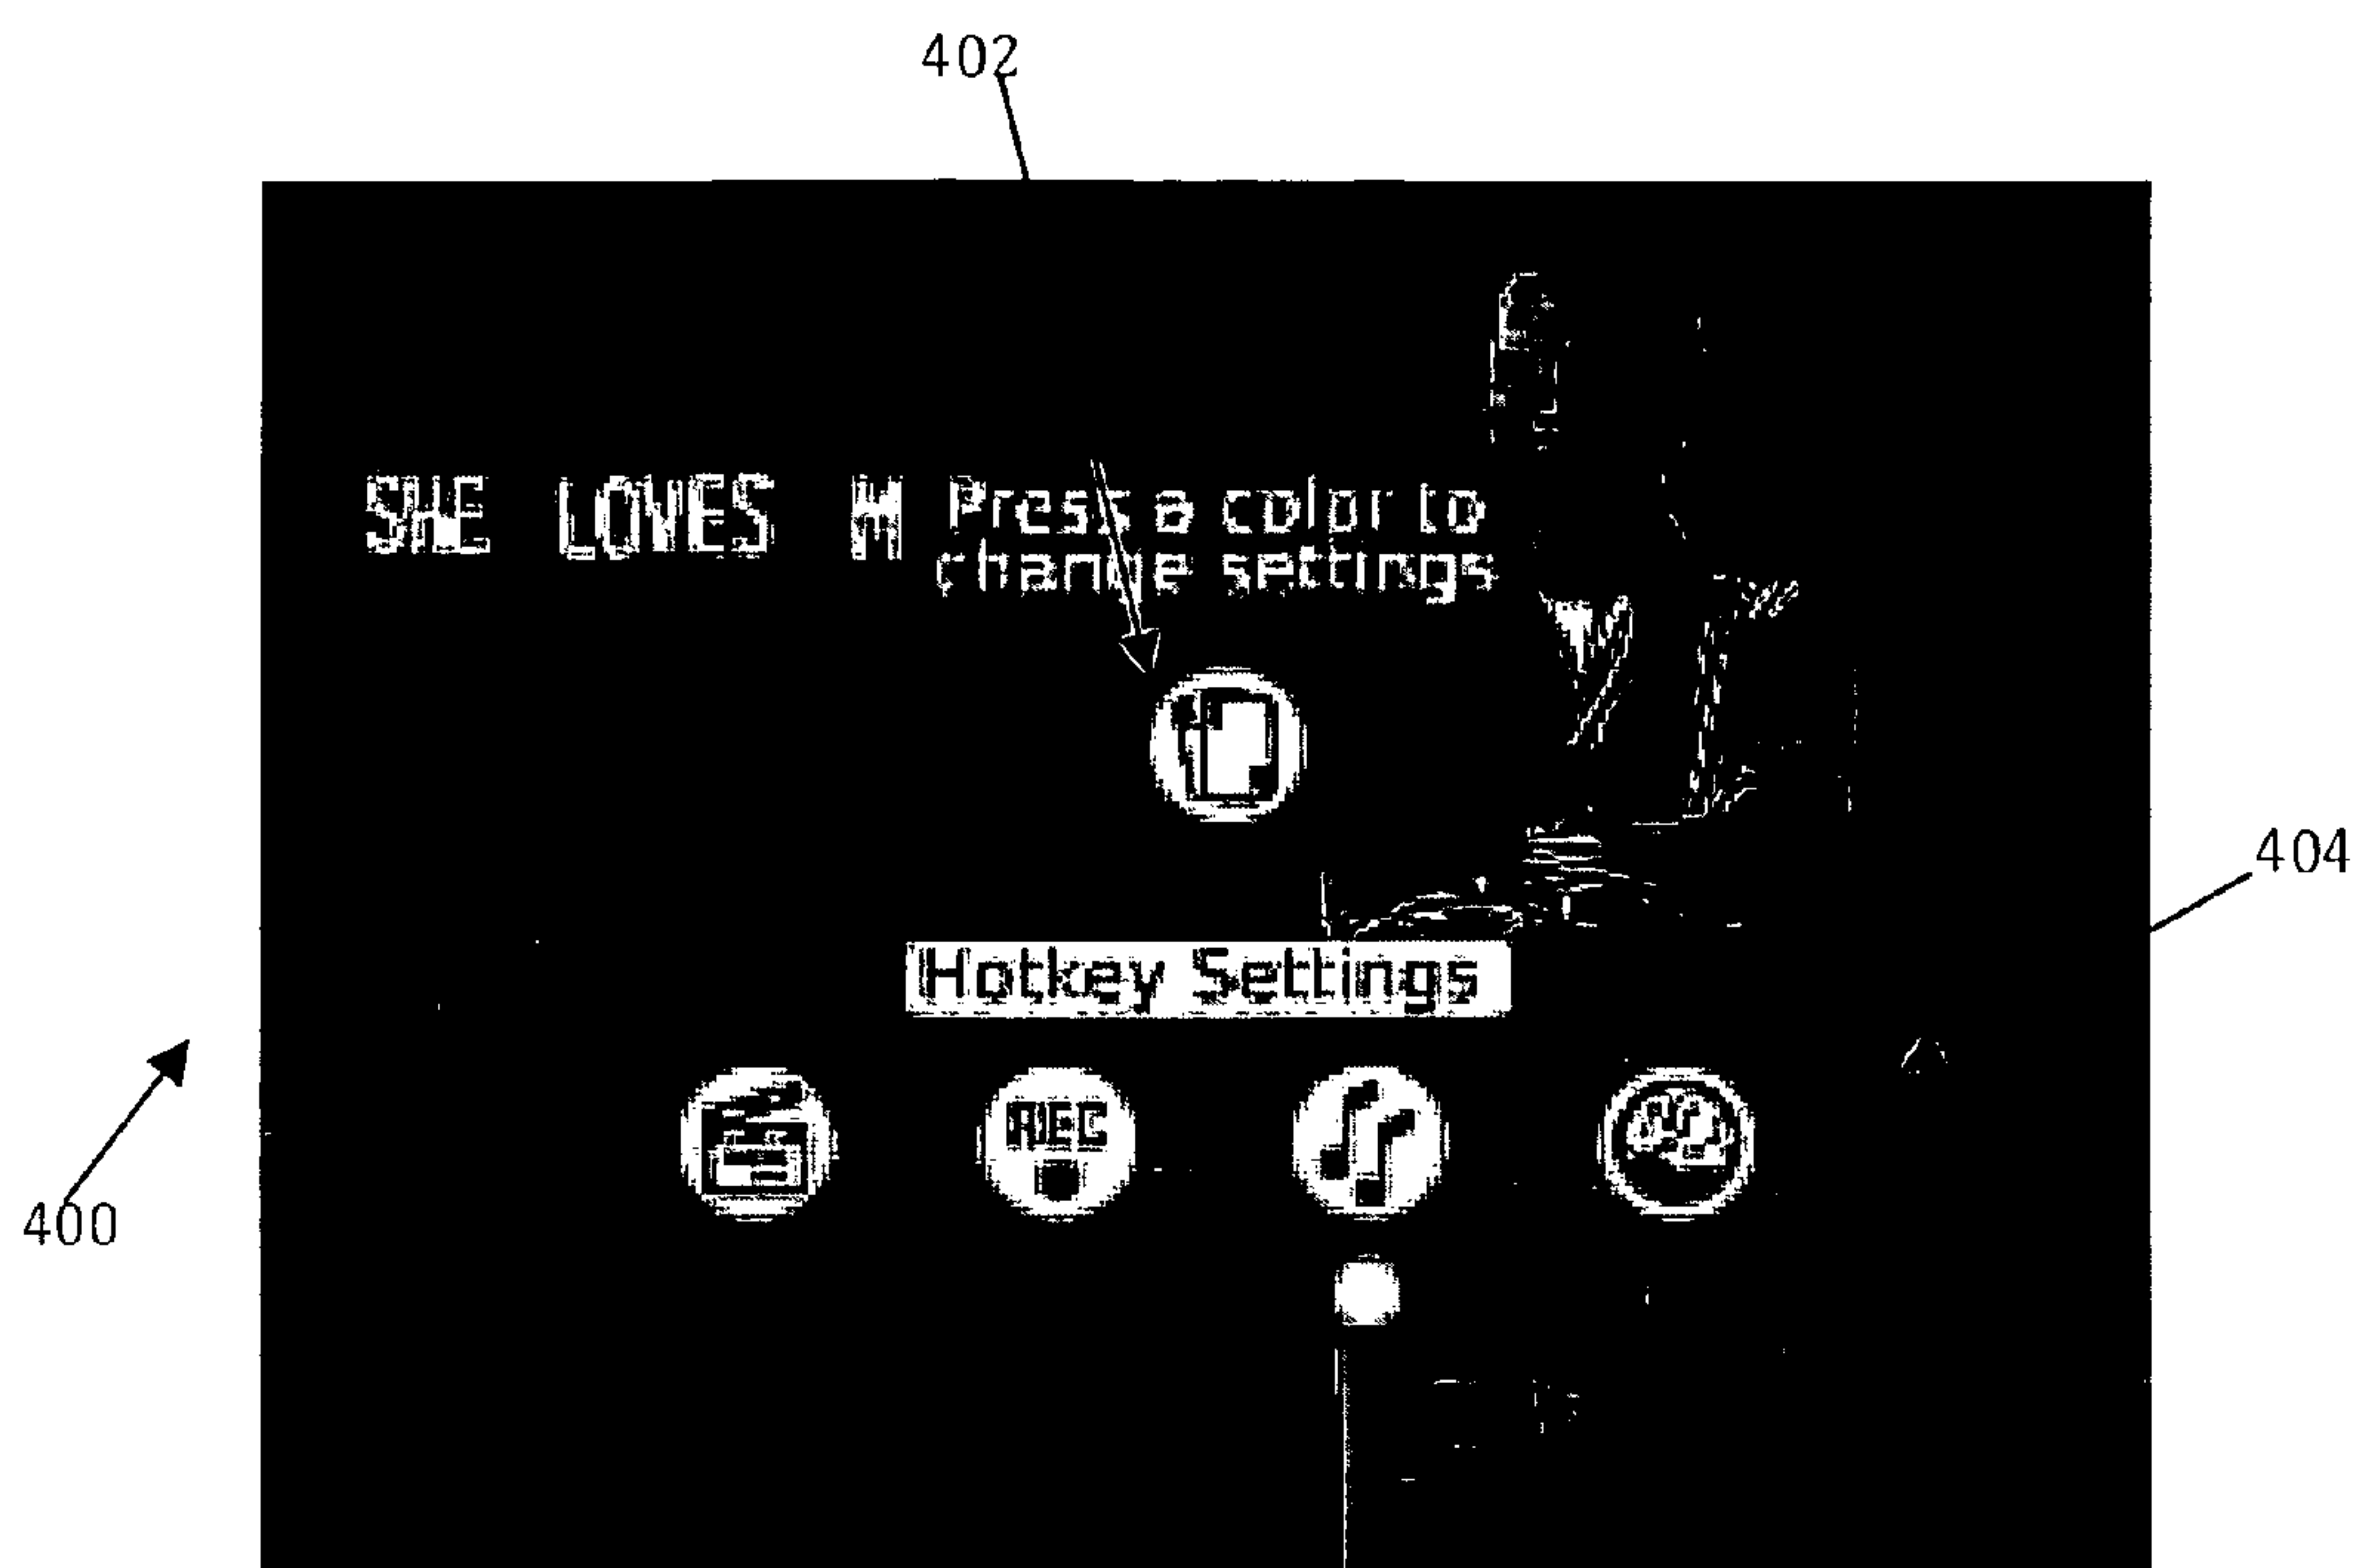 402
SHE LOVES M Press a color to
change settings
404
Hotkey Settings
REC
400